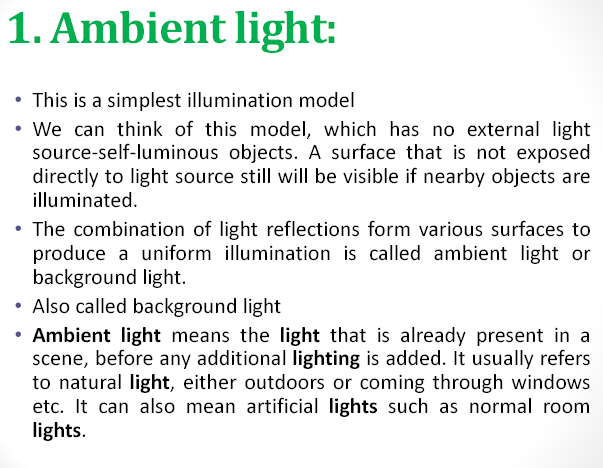 1. Ambient light:
• This is a simplest illumination model
• We can think of this model, which has no external light
source-self-luminous objects. A surface that is not exposed
directly to light source still will be visible if nearby objects are
illuminated.
• The combination of light reflections form various surfaces to
produce a uniform illumination is called ambient light or
background light.
• Also called background light
• Ambient light means the light that is already present in a
scene, before any additional lighting is added. It usually refers
to natural light, either outdoors or coming through windows
etc. It can also mean artificial lights such as normal room
lights.